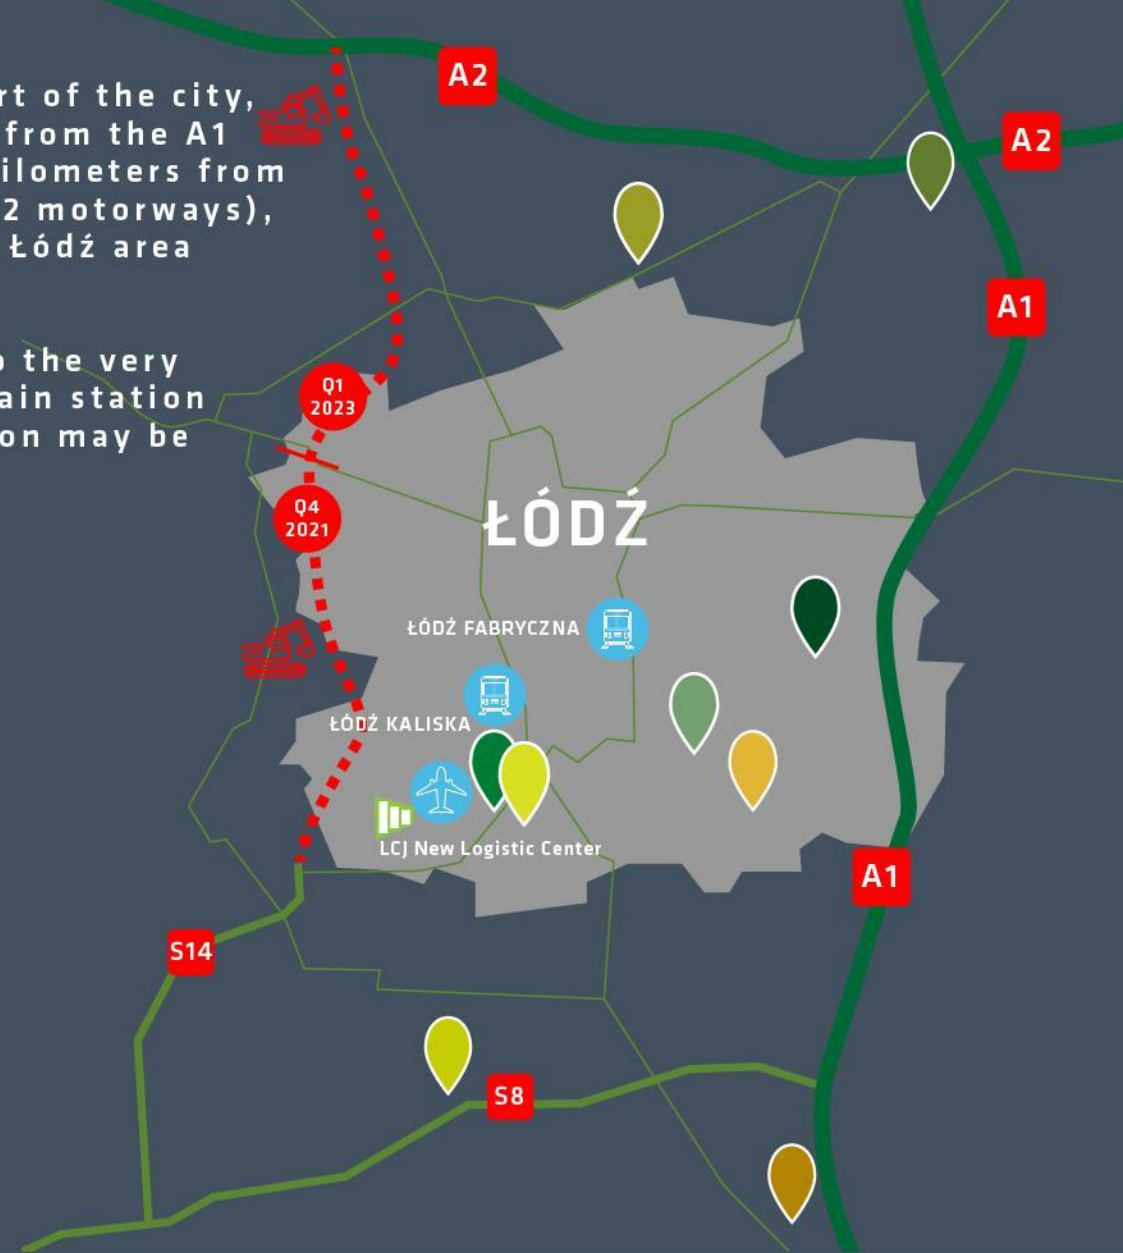 A2
rt of the city,
from the A1
A2
ilometers from
2 motorways),
Łódź area
A1
the very
ain station
on may be
Q1
2023
Q4
2021
ŁÓDŹ
ŁÓDŹ FABRYCZNA
ŁÓDŹ KALISKA
LCJ New Logistic Center
A1
S14
S8